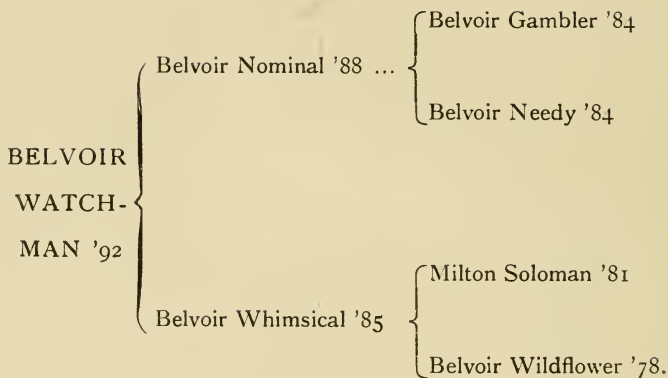 Belvoir Gambler '84
Belvoir Nominal '88 ...
Belvoir Needy '84
BELVOIR
WATCH-
MAN '92
Milton Soloman '81
Belvoir Whimsical '85
Belvoir Wildflower '78.